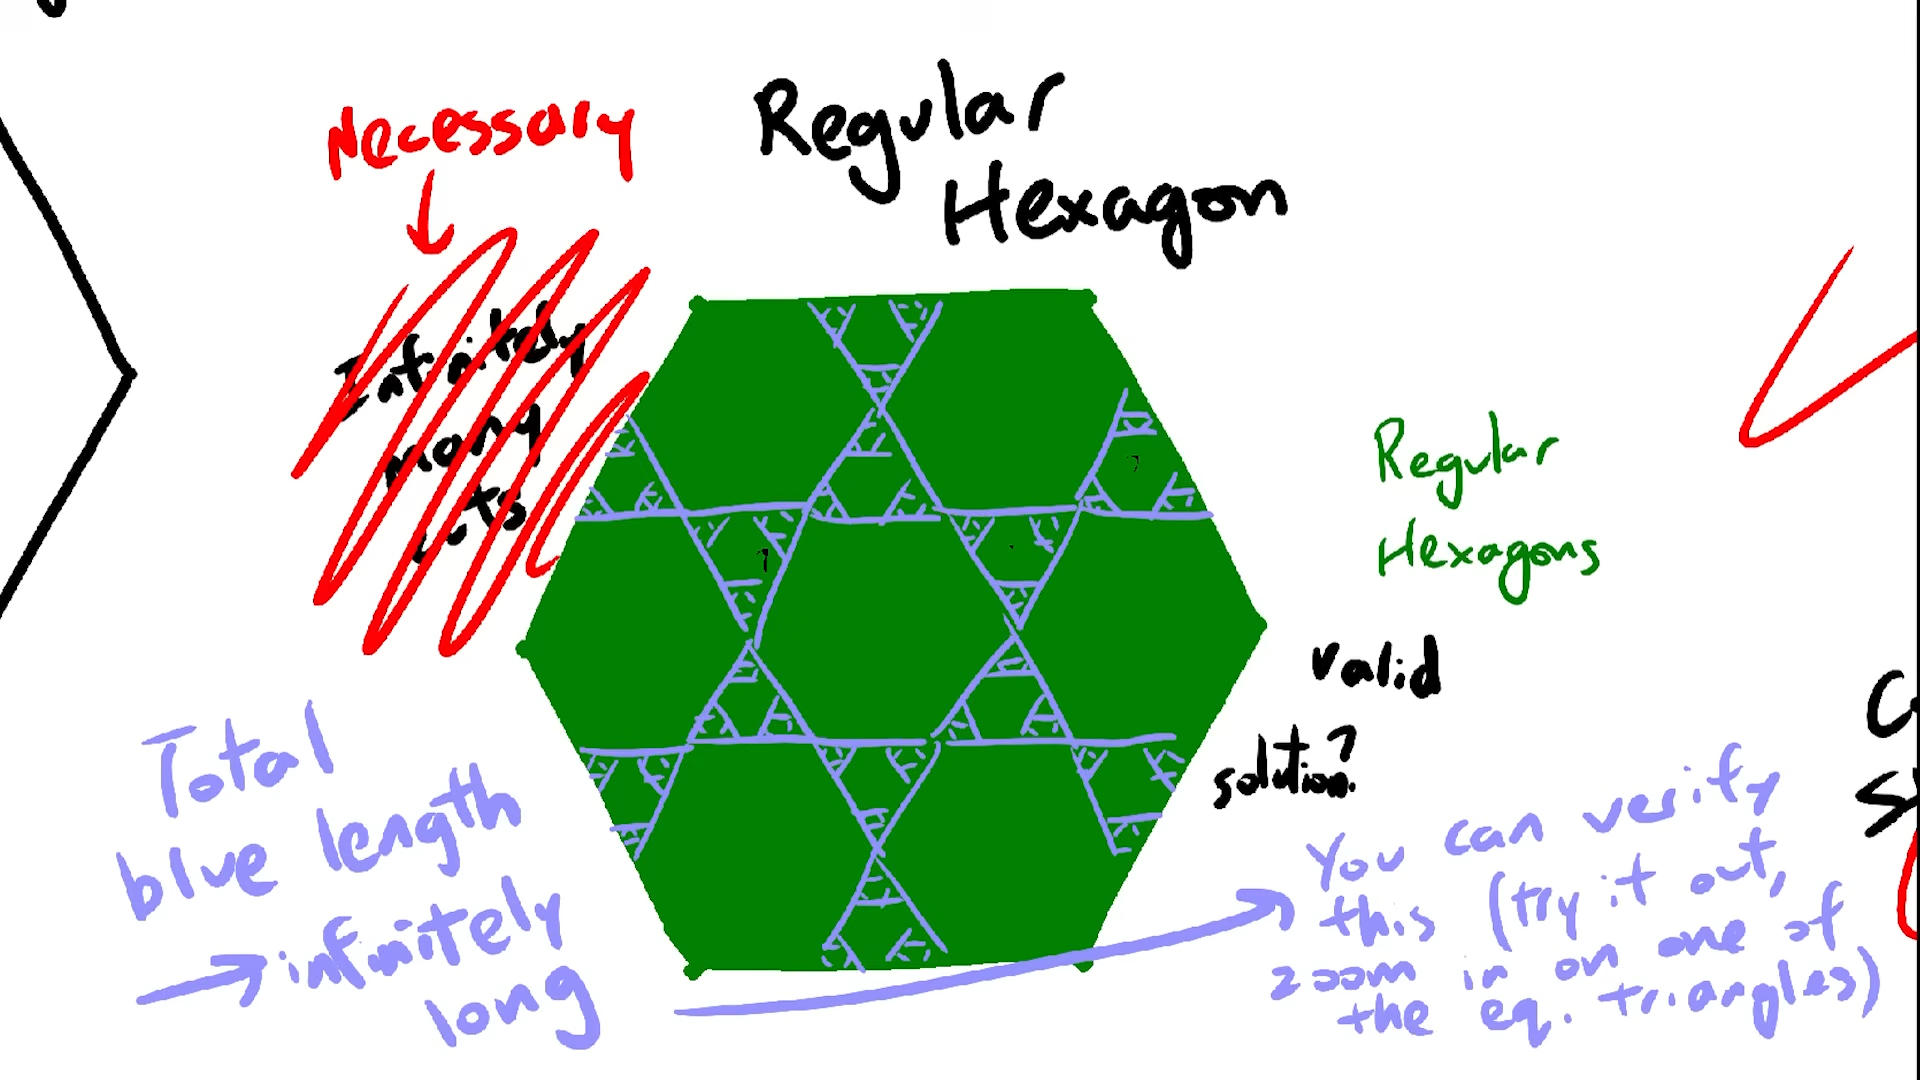 Necessary
Regular
Hexagon
Infinitely
many
cuts
Regular
Hexagons
valid
solution?
Total
blue length
infinitely
long
You can verify
this (try it out,
zoom in on one of
the eq. triangles)